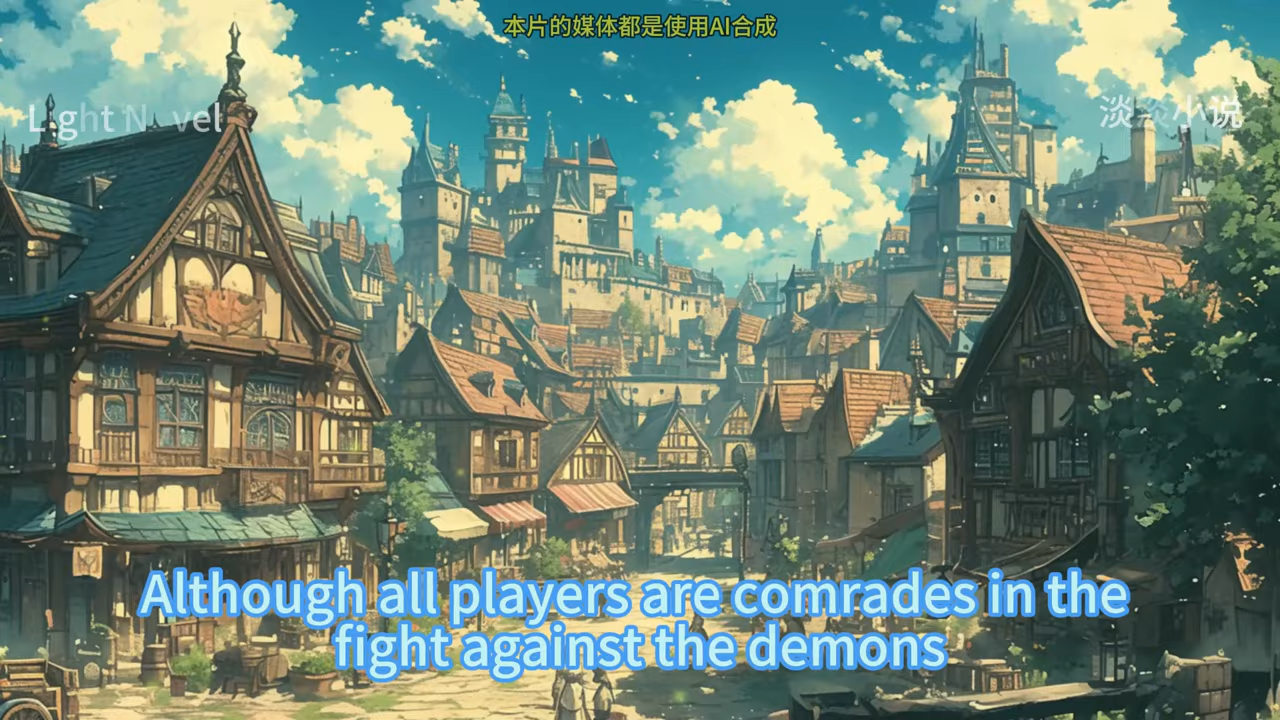 本片的媒体都是使用AI合成
Light Novel
淡淡小说
Although all players are comrades in the
fight against the demons